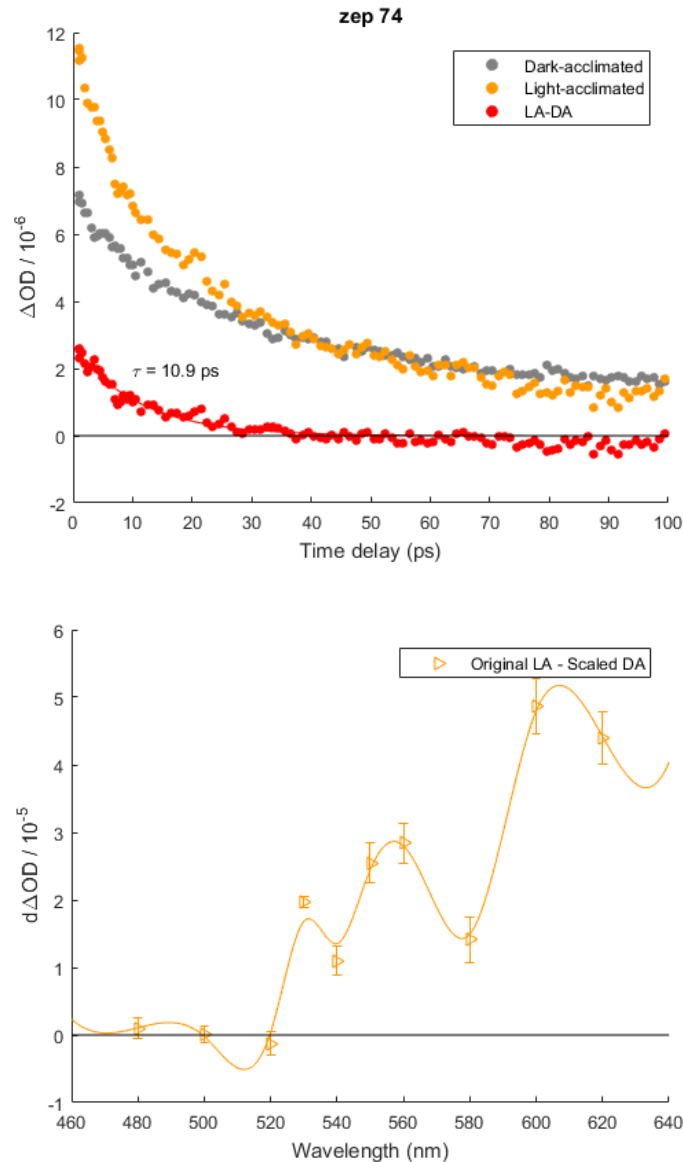 zep 74
12
10
8
6
4
2
0
-2
ΔOD / 10⁻⁶
Dark-acclimated
Light-acclimated
LA-DA
τ = 10.9 ps
0 10 20 30 40 50 60 70 80 90 100
Time delay (ps)
6
5
4
3
2
1
0
-1
dΔOD / 10⁻⁵
Original LA - Scaled DA
460 480 500 520 540 560 580 600 620 640
Wavelength (nm)